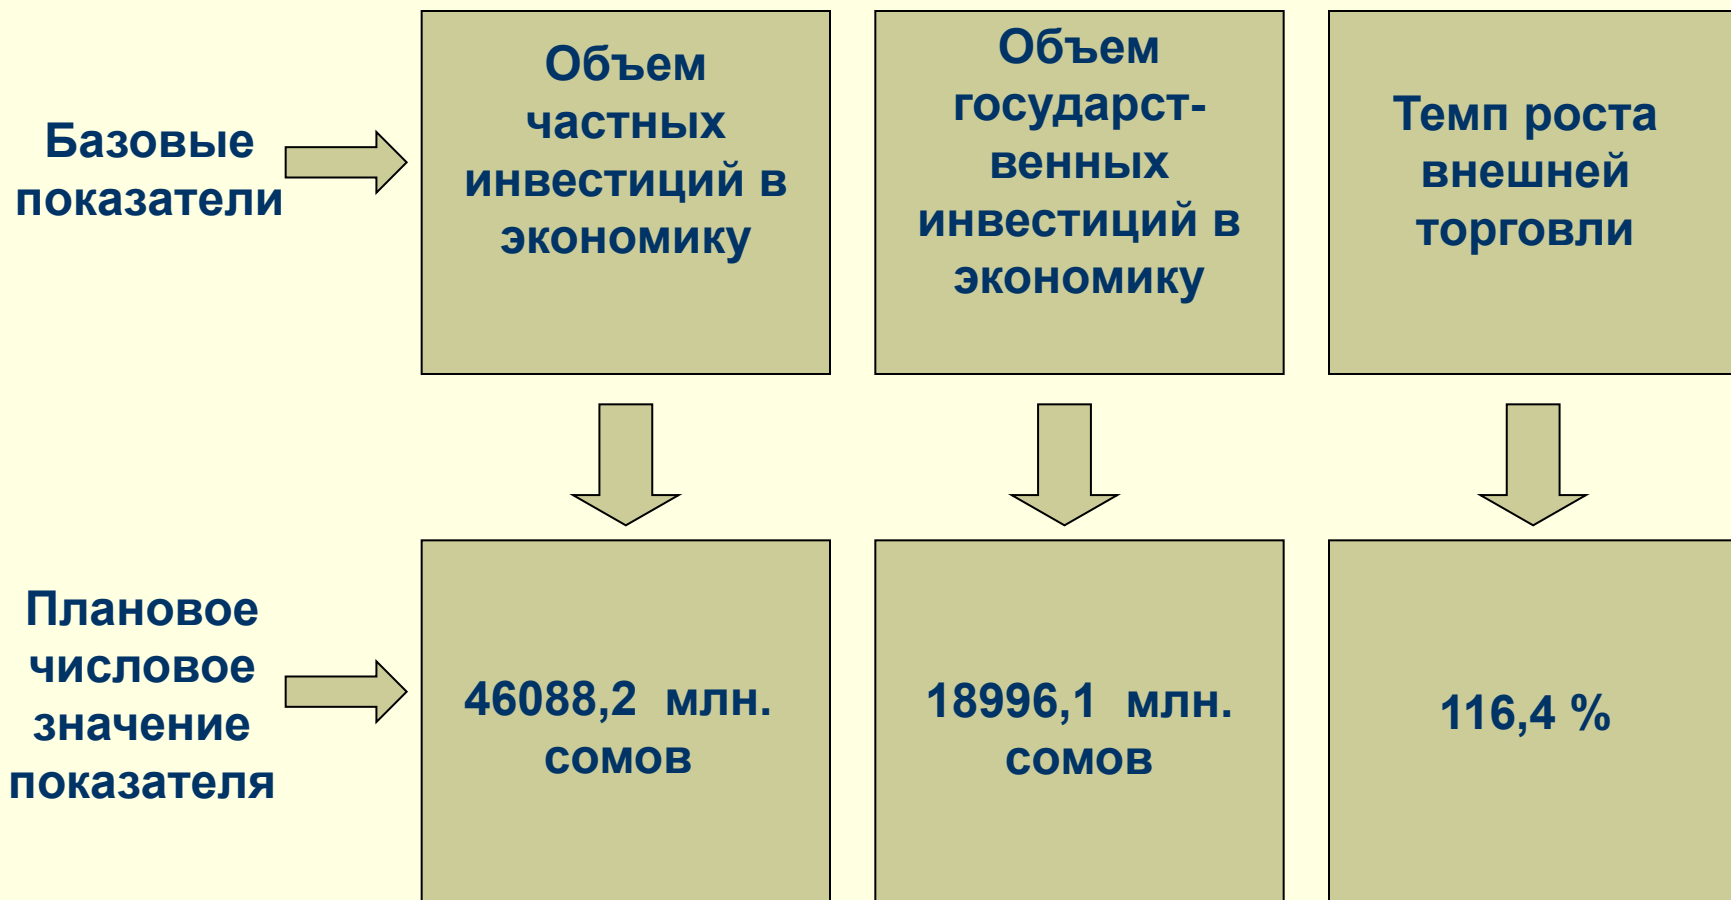 Базовые
показатели
Объем
частных
инвестиций в
экономику
Объем
государст-
венных
инвестиций в
экономику
Темп роста
внешней
торговли
Плановое
числовое
значение
показателя
46088,2  млн.
сомов
18996,1  млн.
сомов
116,4 %